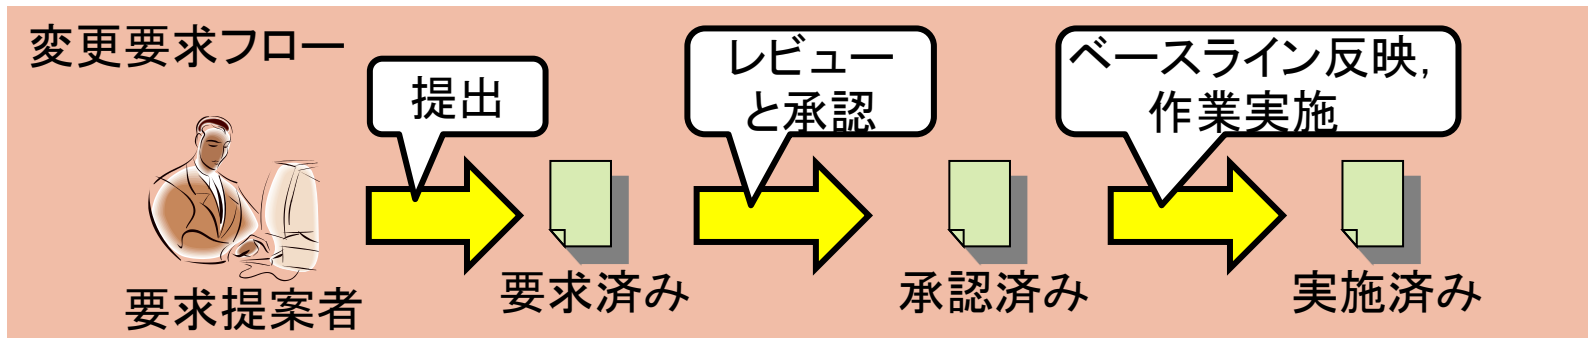 変更要求フロー
提出
レビュー
と承認
ベースライン反映,
作業実施
要求提案者
要求済み
承認済み
実施済み